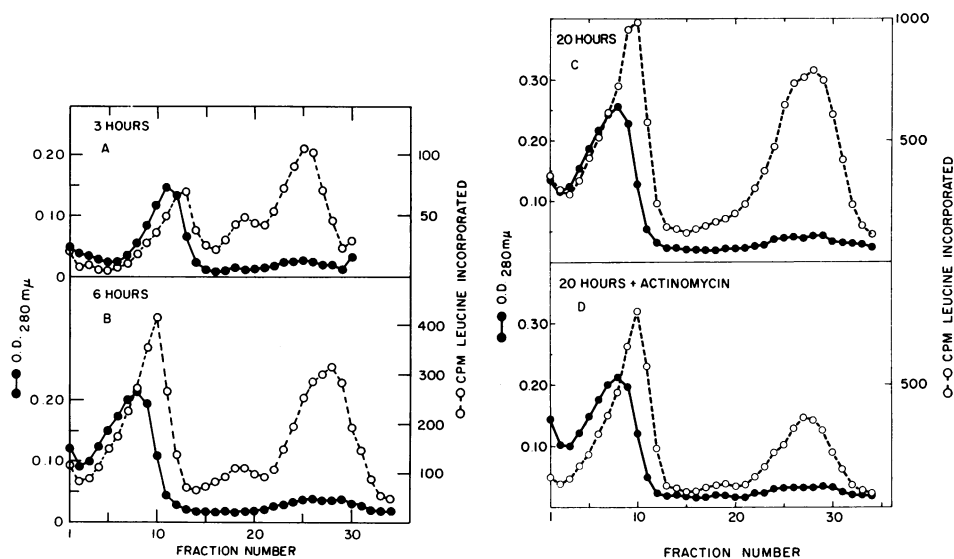 3 HOURS
A
0.20
0.10
0
100
50
6 HOURS
B
0.20
0.10
0
400
300
200
100
1
10
20
30
FRACTION NUMBER
O.D. 280 mμ
CPM LEUCINE INCORPORATED
20 HOURS
C
0.30
0.20
0.10
0
1000
500
20 HOURS + ACTINOMYCIN
D
0.30
0.20
0.10
0
500
1
10
20
30
FRACTION NUMBER
O.D 280mμ
CPM LEUCINE INCORPORATED